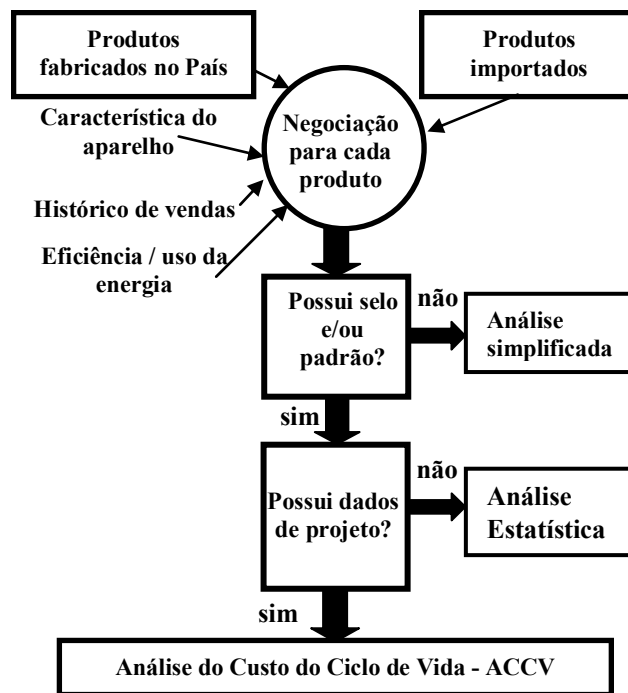 Produtos
fabricados no País
Produtos
importados
Característica do
aparelho
Negociação
para cada
produto
Histórico de vendas
Eficiência / uso da
energia
Possui selo
e/ou
padrão?
não
Análise
simplificada
sim
Possui dados
de projeto?
não
Análise
Estatística
sim
Análise do Custo do Ciclo de Vida - ACCV